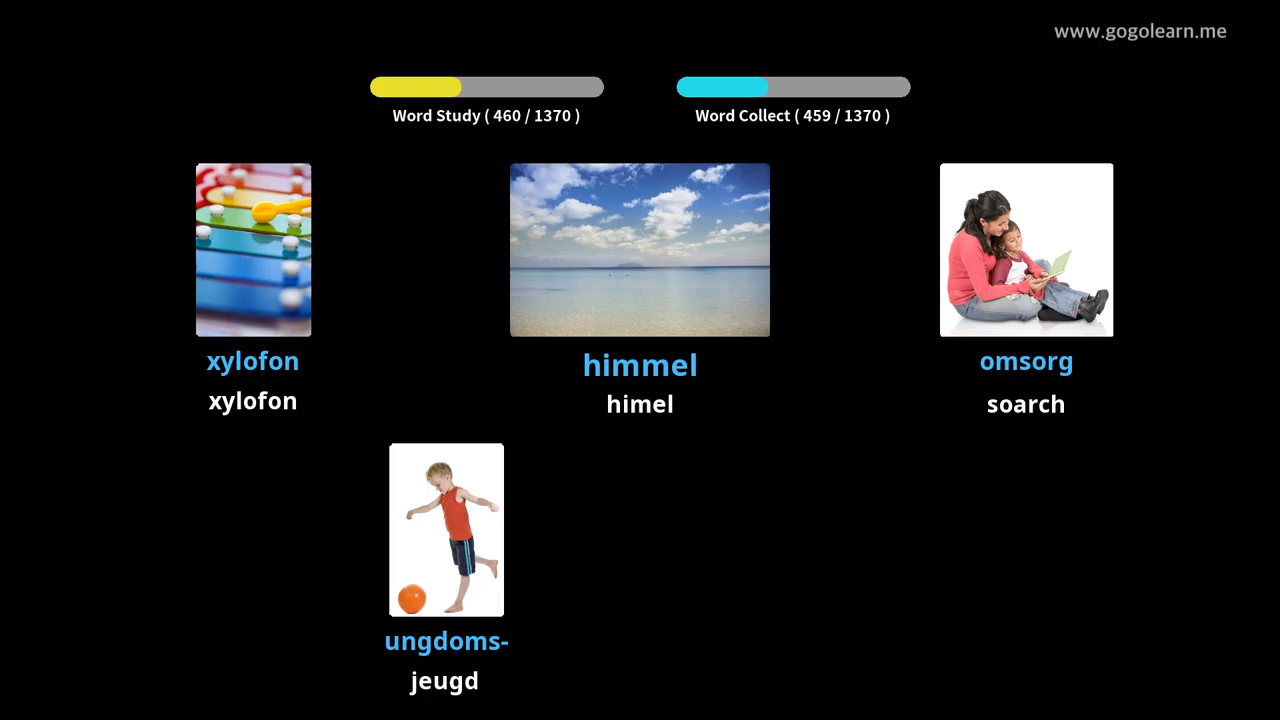 www.gogolearn.me
Word Study ( 460 / 1370 )
Word Collect ( 459 / 1370 )
xylofon
xylofon
himmel
himel
omsorg
soarch
ungdoms-
jeugd